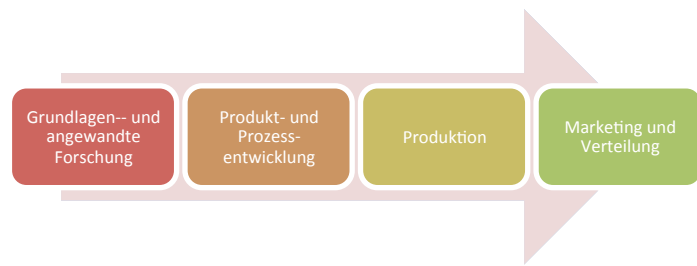 Grundlagen-- und
angewandte
Forschung
Produkt- und
Prozess-
entwicklung
Produktion
Marketing und
Verteilung